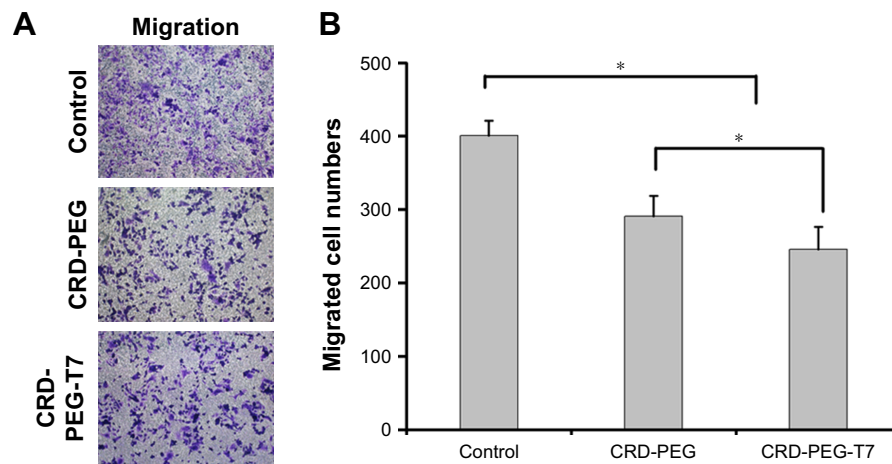 A
Migration
Control
CRD-PEG
CRD-
PEG-T7
B
Migrated cell numbers
500
400
300
200
100
0
*
*
Control
CRD-PEG
CRD-PEG-T7